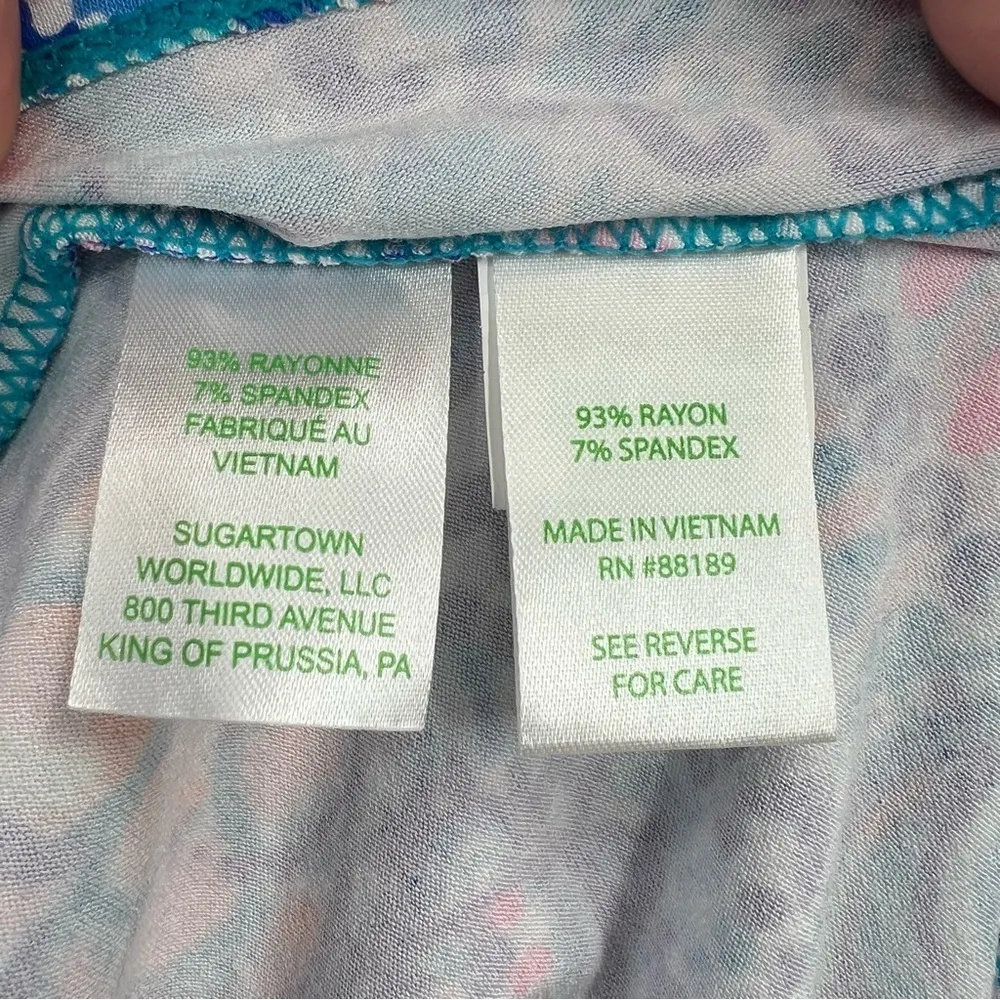 93% RAYONNE
7% SPANDEX
FABRIQUÉ AU
VIETNAM
SUGARTOWN
WORLDWIDE, LLC
800 THIRD AVENUE
KING OF PRUSSIA, PA
93% RAYON
7% SPANDEX
MADE IN VIETNAM
RN #88189
SEE REVERSE
FOR CARE